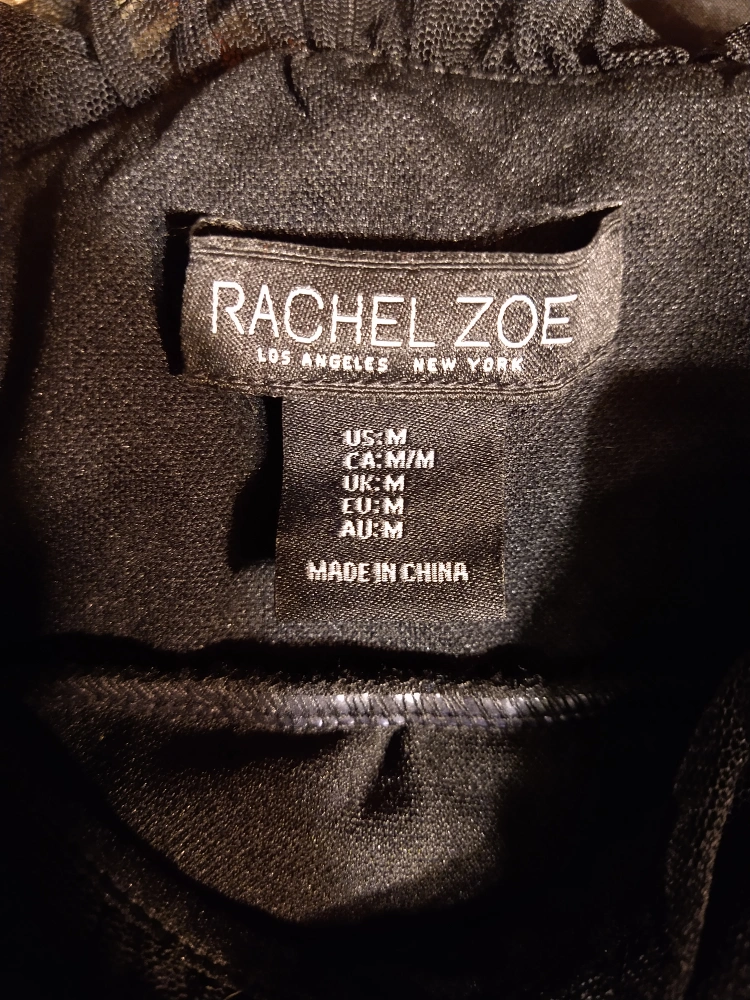 RACHEL ZOE
LOS ANGELES NEW YORK
US:M
CA:M/M
UK:M
EU:M
AU:M
MADE IN CHINA